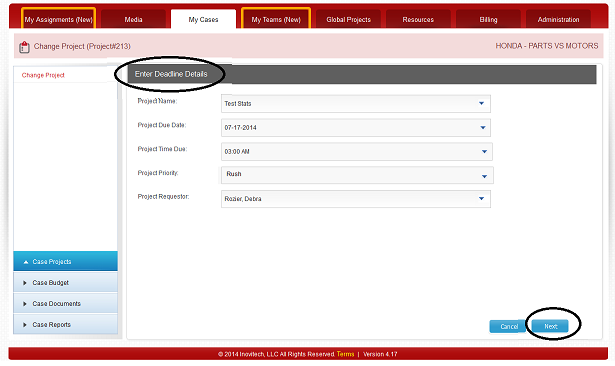 My Assignments (New) Media My Cases My Teams (New) Global Projects Resources Billing Administration
Change Project (Project#213) HONDA - PARTS VS MOTORS
Change Project
Enter Deadline Details
Project Name: Test Stats
Project Due Date: 07-17-2014
Project Time Due: 03:00 AM
Project Priority: Rush
Project Requestor: Rozier, Debra
Case Projects
Case Budget
Case Documents
Case Reports
Cancel Next
© 2014 Inovitech, LLC All Rights Reserved. Terms | Version 4.17